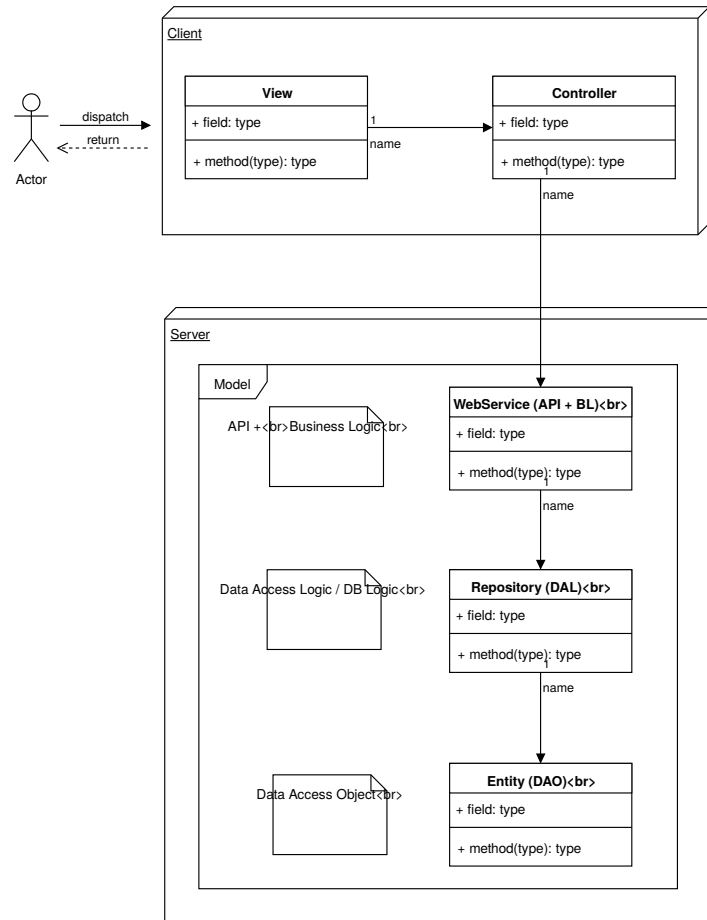 Client
View
+ field: type
+ method(type): type
Controller
+ field: type
+ method(type): type
1
name
1
name
dispatch
return
Actor
Server
Model
API +<br>Business Logic<br>
WebService (API + BL)<br>
+ field: type
+ method(type): type
1
name
Data Access Logic / DB Logic<br>
Repository (DAL)<br>
+ field: type
+ method(type): type
1
name
Data Access Object<br>
Entity (DAO)<br>
+ field: type
+ method(type): type